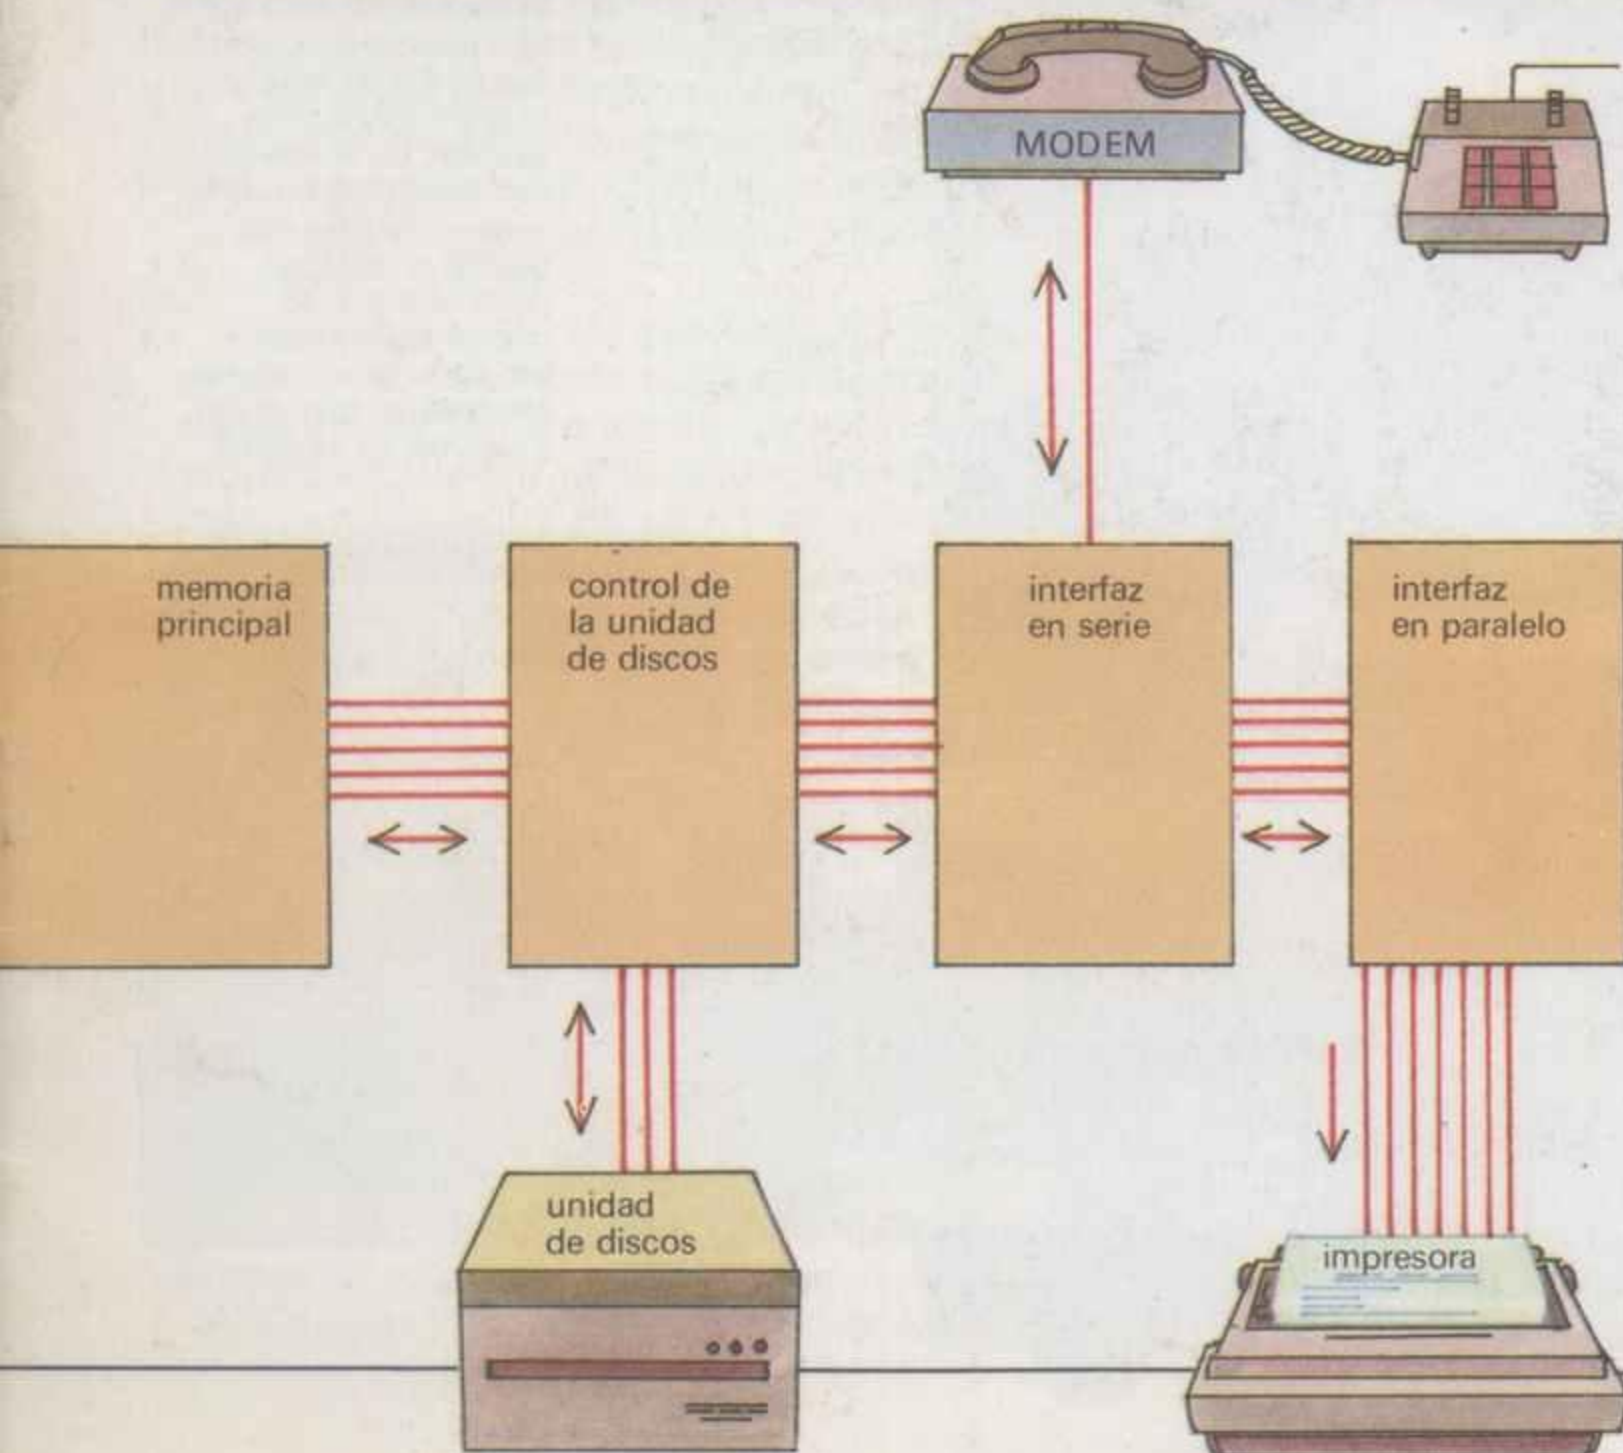 MODEM
memoria
principal
control de
la unidad
de discos
interfaz
en serie
interfaz
en paralelo
unidad
de discos
impresora